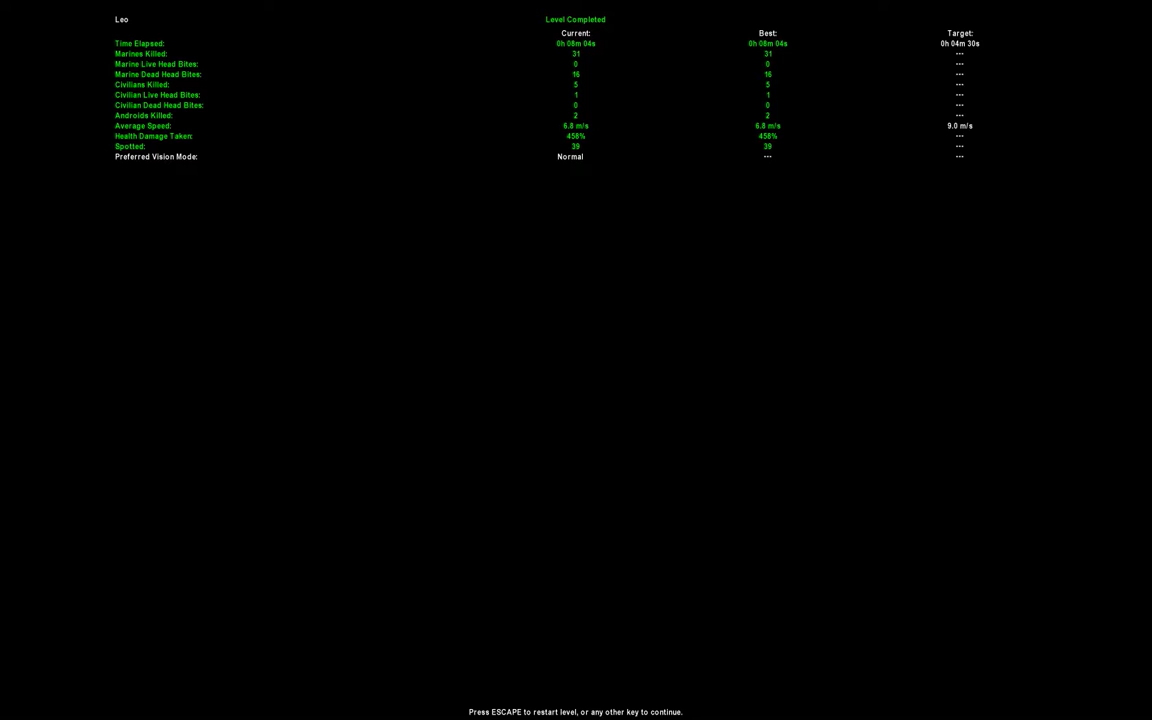 Leo Level Completed
Current: Best: Target:
Time Elapsed: 0h 08m 04s 0h 08m 04s 0h 04m 30s
Marines Killed: 31 31 ---
Marine Live Head Bites: 0 0 ---
Marine Dead Head Bites: 16 16 ---
Civilians Killed: 5 5 ---
Civilian Live Head Bites: 1 1 ---
Civilian Dead Head Bites: 0 0 ---
Androids Killed: 2 2 ---
Average Speed: 6.8 m/s 6.8 m/s 9.0 m/s
Health Damage Taken: 458% 458% ---
Spotted: 39 39 ---
Preferred Vision Mode: Normal --- ---
Press ESCAPE to restart level, or any other key to continue.